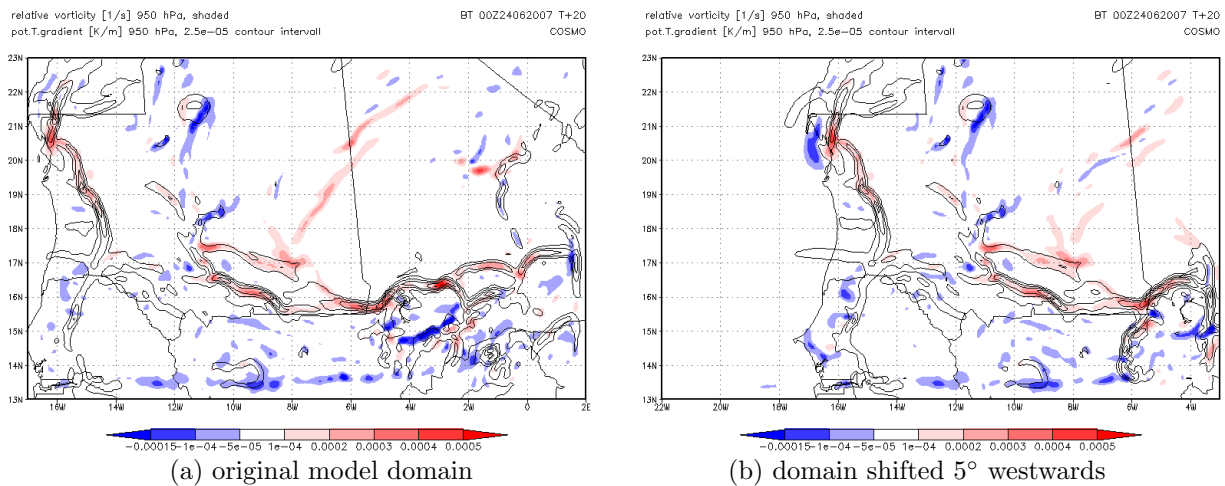 relative vorticity [1/s] 950 hPa, shaded
BT 00Z24062007 T+20
pot.T.gradient [K/m] 950 hPa, 2.5e-05 contour intervall
COSMO
23N
22N
21N
20N
19N
18N
17N
16N
15N
14N
13N
16W 14W 12W 10W 8W 6W 4W 2W 0 2E
-0.00015 -1e-04 -5e-05 1e-04 0.0002 0.0003 0.0004 0.0005
(a) original model domain
relative vorticity [1/s] 950 hPa, shaded
BT 00Z24062007 T+20
pot.T.gradient [K/m] 950 hPa, 2.5e-05 contour intervall
COSMO
23N
22N
21N
20N
19N
18N
17N
16N
15N
14N
13N
22W 20W 18W 16W 14W 12W 10W 8W 6W 4W
-0.00015 -1e-04 -5e-05 1e-04 0.0002 0.0003 0.0004 0.0005
(b) domain shifted 5° westwards